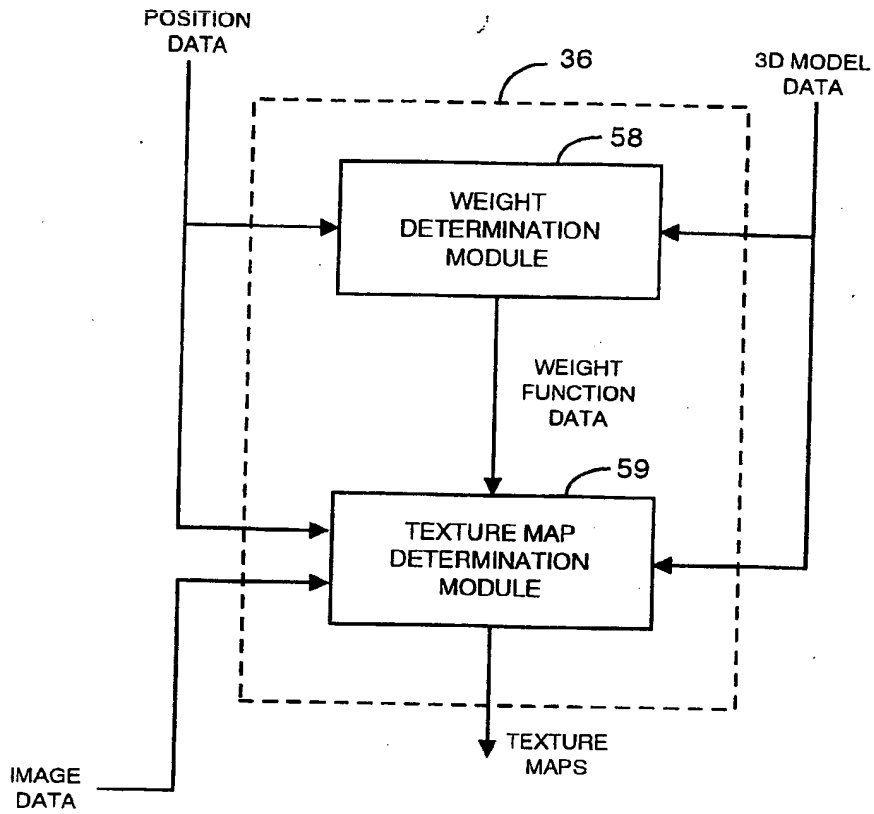 POSITION
DATA
36
3D MODEL
DATA
58
WEIGHT
DETERMINATION
MODULE
WEIGHT
FUNCTION
DATA
59
TEXTURE MAP
DETERMINATION
MODULE
TEXTURE
MAPS
IMAGE
DATA